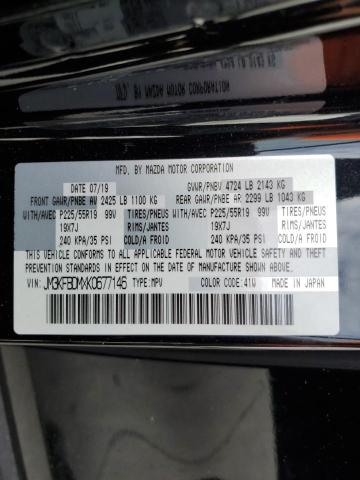 MFD. BY MAZDA MOTOR CORPORATION
DATE 07/19 GVWR/PNBV 4724 LB 2143 KG
FRONT GAWR/PNBE AV 2425 LB 1100 KG REAR GAWR/PNBE AR 2299 LB 1043 KG
WITH/AVEC P225/55R19 99V TIRES/PNEUS WITH/AVEC P225/55R19 99V TIRES/PNEUS
19X7J RIMS/JANTES 19X7J RIMS/JANTES
240 KPA/35 PSI COLD/A FROID 240 KPA/35 PSI COLD/A FROID
THIS VEHICLE CONFORMS TO ALL APPLICABLE FEDERAL MOTOR VEHICLE SAFETY, BUMPER, AND THEFT
PREVENTION STANDARDS IN EFFECT ON THE DATE OF MANUFACTURE SHOWN ABOVE.
VIN: JM3KFBDMXK0677146 TYPE: MPV COLOR CODE: 41W MADE IN JAPAN